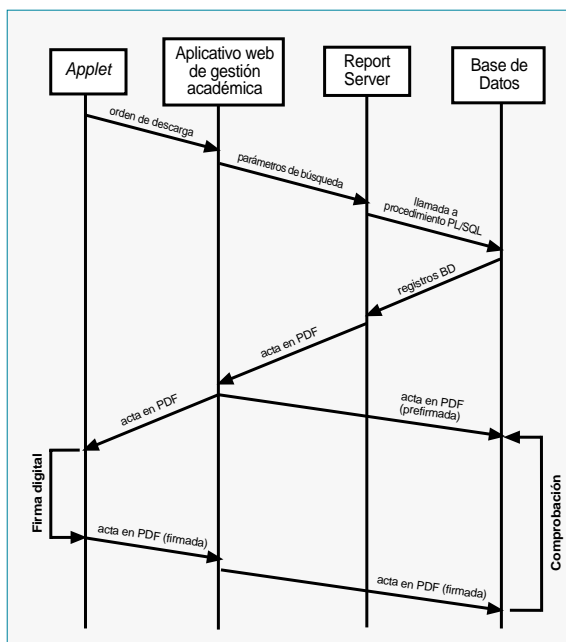 Applet
Aplicativo web
de gestión
académica
Report
Server
Base de
Datos
orden de descarga
parámetros de búsqueda
llamada a
procedimiento PL/SQL
registros BD
acta en PDF
acta en PDF
acta en PDF
(prefirmada)
Firma digital
Comprobación
acta en PDF (firmada)
acta en PDF (firmada)